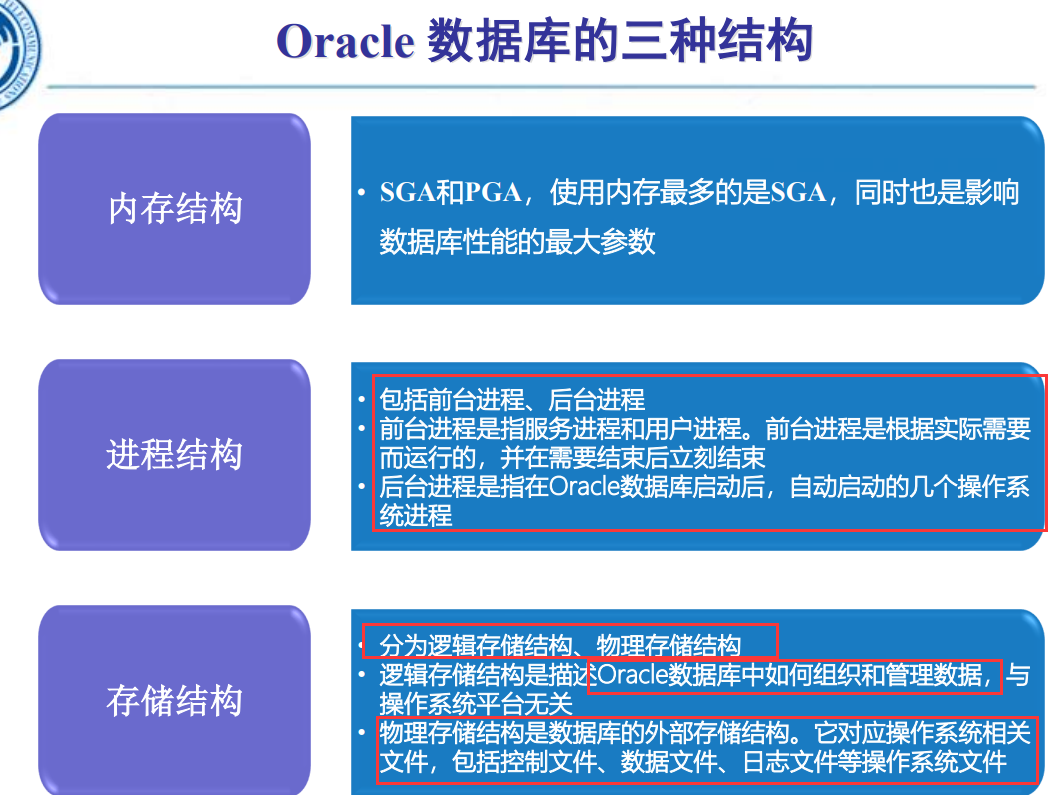 Oracle 数据库的三种结构
内存结构
• SGA和PGA，使用内存最多的是SGA，同时也是影响
数据库性能的最大参数
进程结构
• 包括前台进程、后台进程
• 前台进程是指服务进程和用户进程。前台进程是根据实际需要
而运行的，并在需要结束后立刻结束
• 后台进程是指在Oracle数据库启动后，自动启动的几个操作系
统进程
存储结构
• 分为逻辑存储结构、物理存储结构
• 逻辑存储结构是描述Oracle数据库中如何组织和管理数据，与
操作系统平台无关
• 物理存储结构是数据库的外部存储结构。它对应操作系统相关
文件，包括控制文件、数据文件、日志文件等操作系统文件